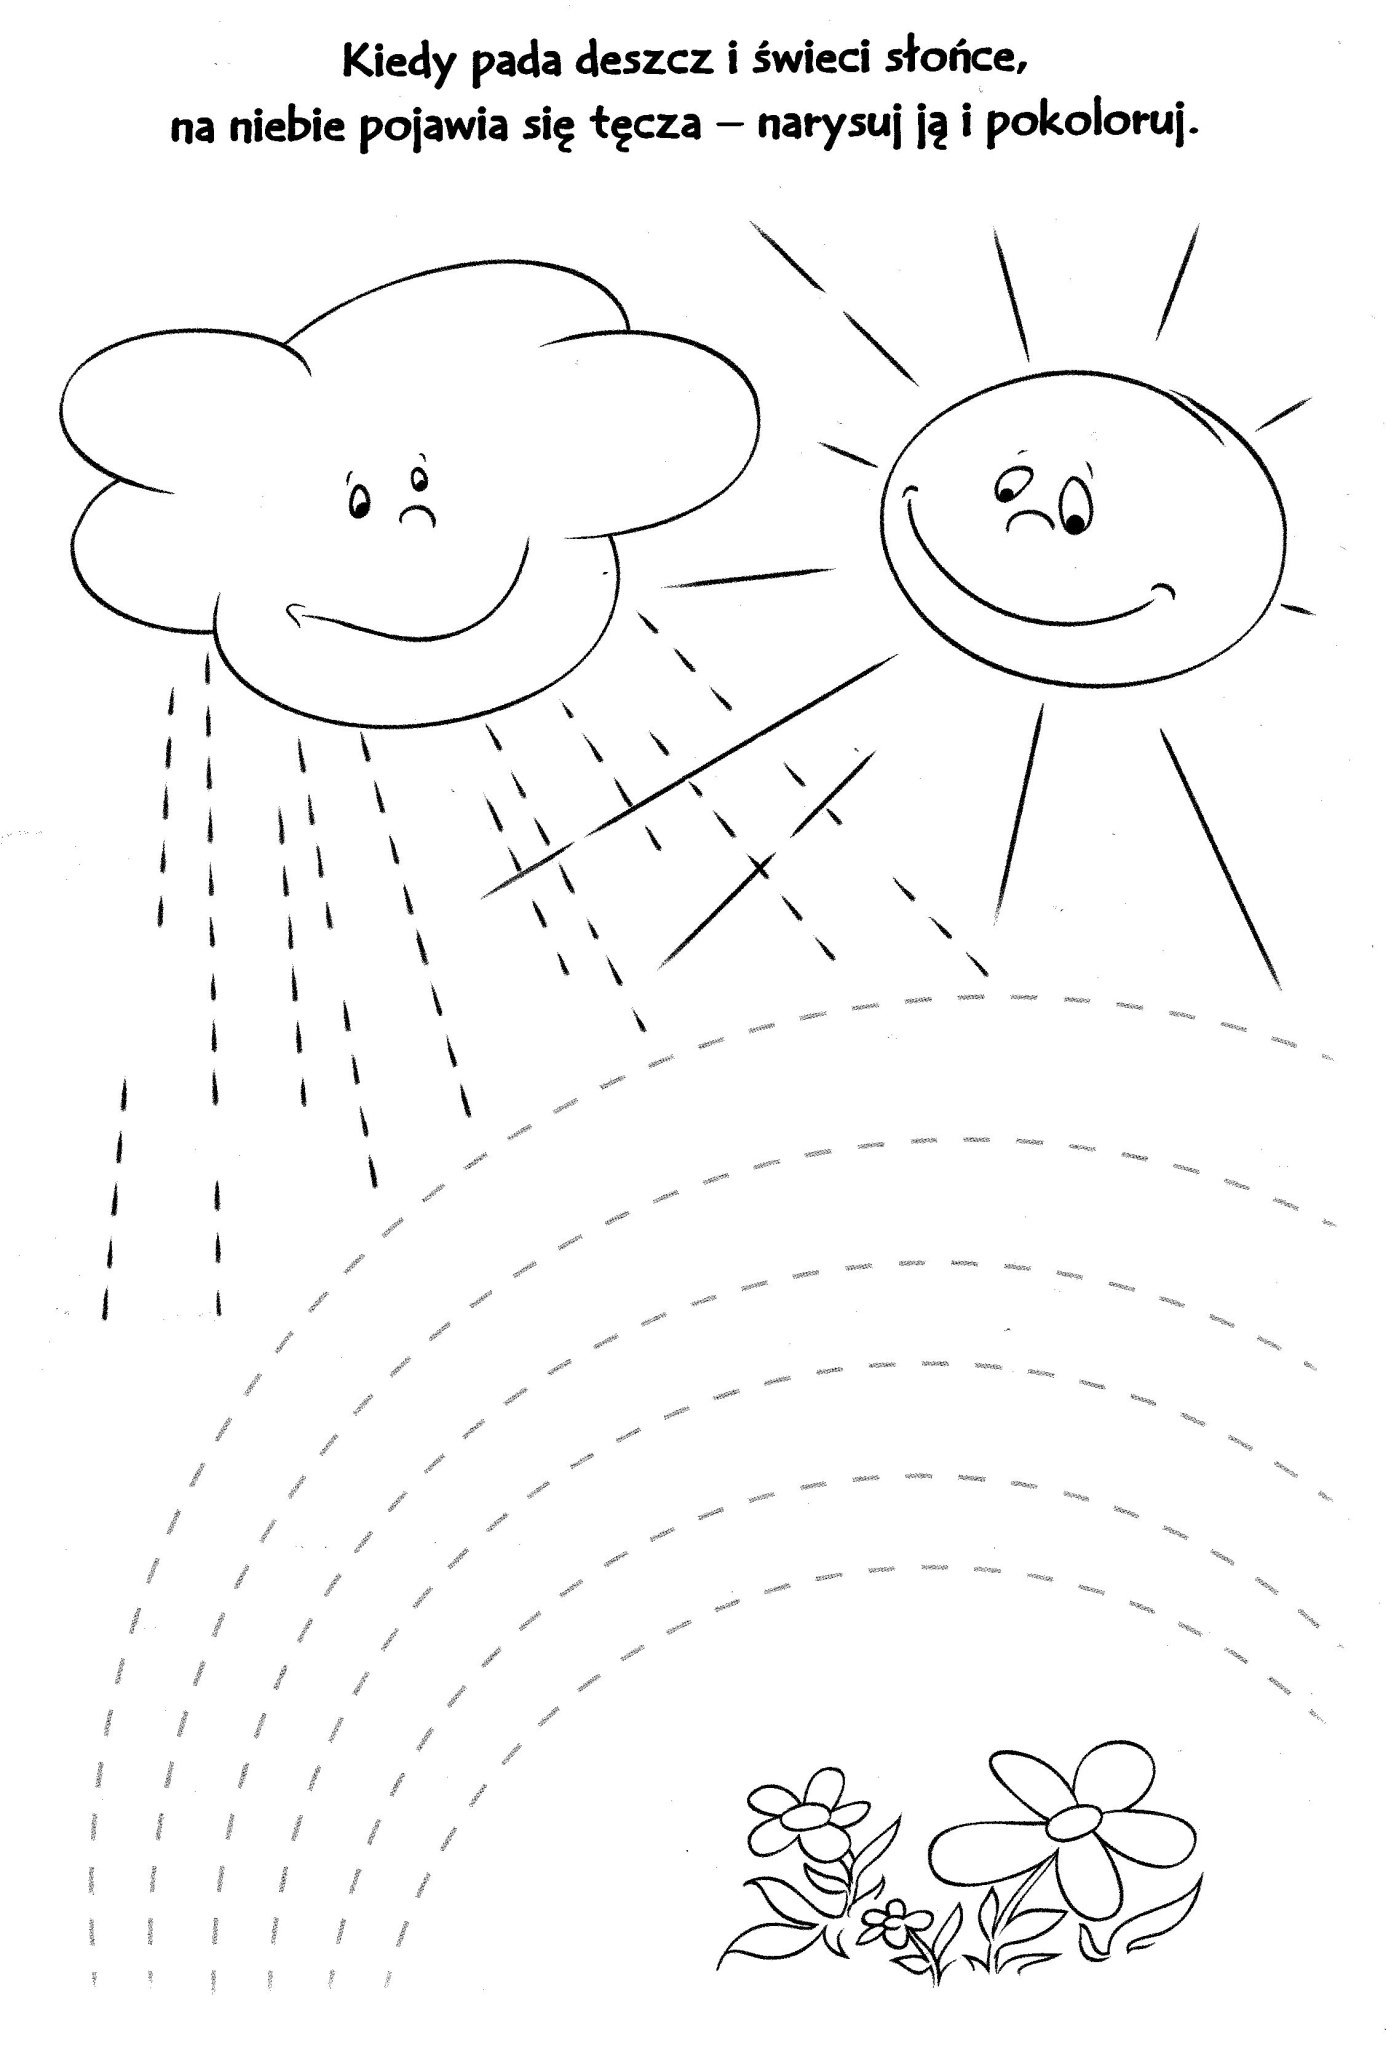 Kiedy pada deszcz i świeci słońce,
na niebie pojawia się tęcza – narysuj ją i pokoloruj.